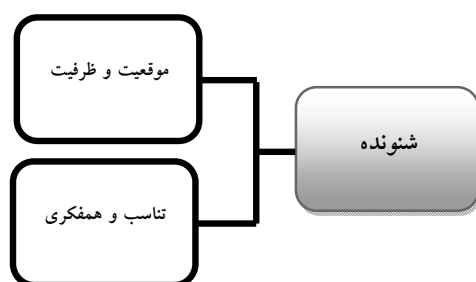 شنونده
موقعیت و ظرفیت
تناسب و همفکری